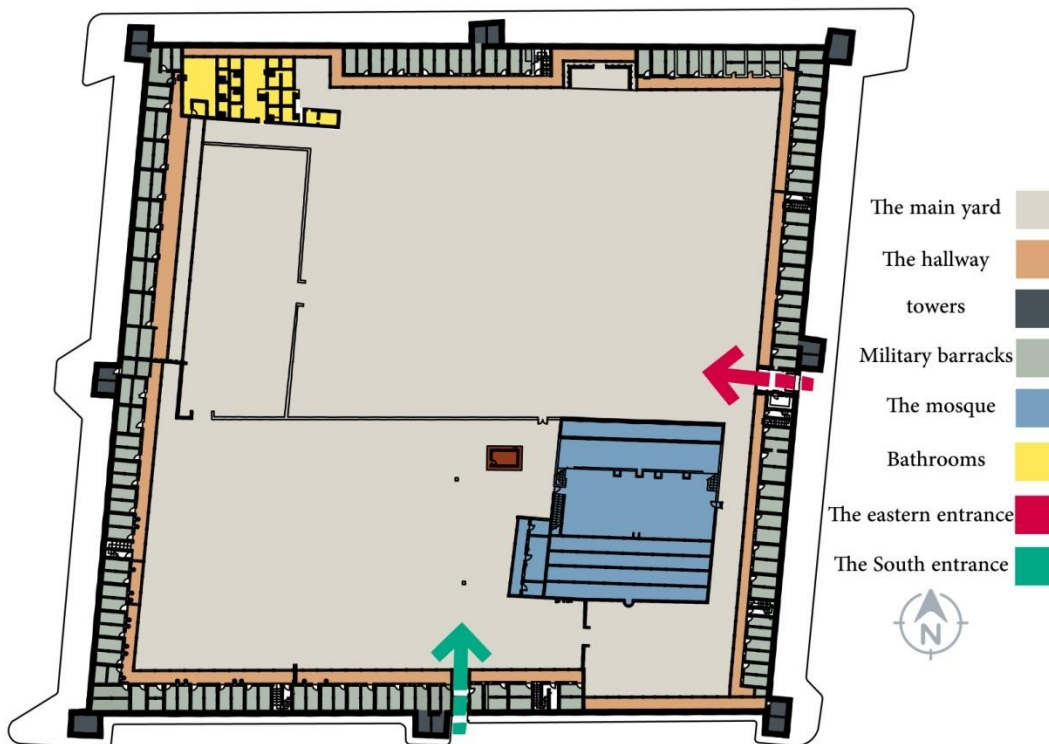 The main yard
The hallway
towers
Military barracks
The mosque
Bathrooms
The eastern entrance
The South entrance
N